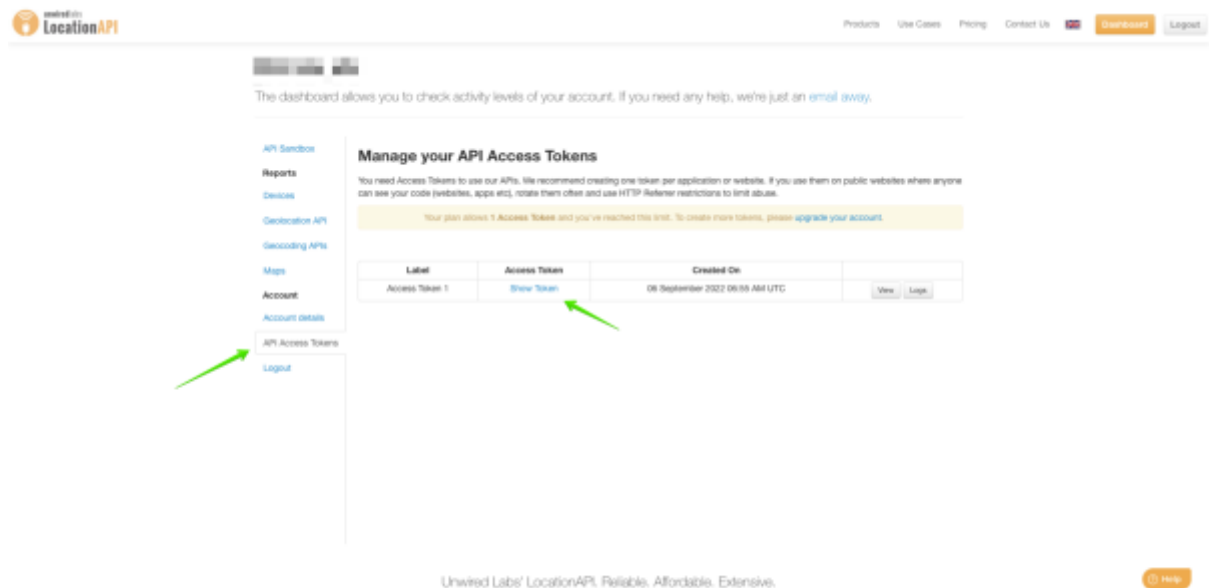 unwiredlabs
LocationAPI
Products Use Cases Pricing Contact Us Dashboard Logout
The dashboard allows you to check activity levels of your account. If you need any help, we're just an email away.
API Sandbox
Reports
Devices
Geolocation API
Geocoding APIs
Maps
Account
Account details
API Access Tokens
Logout
Manage your API Access Tokens
You need Access Tokens to use our APIs. We recommend creating one token per application or website. If you use them on public websites where anyone
can see your code (websites, apps etc), rotate them often and use HTTP Referrer restrictions to limit abuse.
Your plan allows 1 Access Token and you've reached this limit. To create more tokens, please upgrade your account.
Label Access Token Created On
Access Token 1 Show Token 06 September 2022 06:55 AM UTC View Logs
Unwired Labs' LocationAPI. Reliable. Affordable. Extensive.
Help